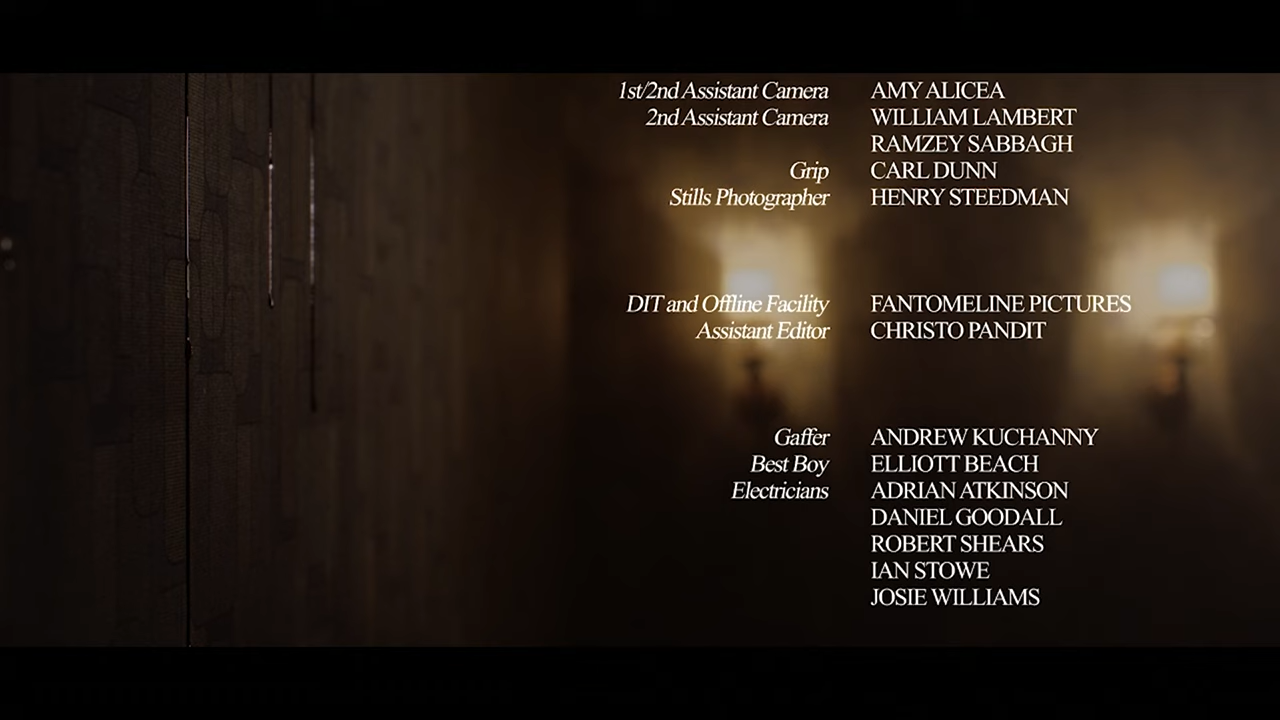 1st/2nd Assistant Camera AMY ALICEA
2nd Assistant Camera WILLIAM LAMBERT
RAMZEY SABBAGH
Grip CARL DUNN
Stills Photographer HENRY STEEDMAN
DIT and Offline Facility FANTOMELINE PICTURES
Assistant Editor CHRISTO PANDIT
Gaffer ANDREW KUCHANNY
Best Boy ELLIOTT BEACH
Electricians ADRIAN ATKINSON
DANIEL GOODALL
ROBERT SHEARS
IAN STOWE
JOSIE WILLIAMS